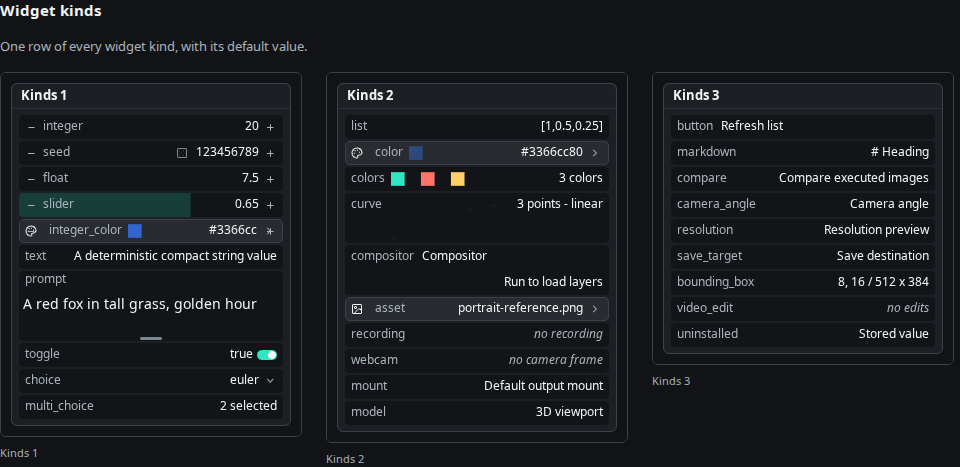 Widget kinds
One row of every widget kind, with its default value.
Kinds 1
− integer 20 +
− seed 123456789 +
− float 7.5 +
− slider 0.65 +
integer_color #3366cc +
text A deterministic compact string value
prompt
A red fox in tall grass, golden hour
toggle true
choice euler
multi_choice 2 selected
Kinds 1
Kinds 2
list [1,0.5,0.25]
color #3366cc80
colors 3 colors
curve 3 points - linear
compositor Compositor
Run to load layers
asset portrait-reference.png
recording no recording
webcam no camera frame
mount Default output mount
model 3D viewport
Kinds 2
Kinds 3
button Refresh list
markdown # Heading
compare Compare executed images
camera_angle Camera angle
resolution Resolution preview
save_target Save destination
bounding_box 8, 16 / 512 x 384
video_edit no edits
uninstalled Stored value
Kinds 3